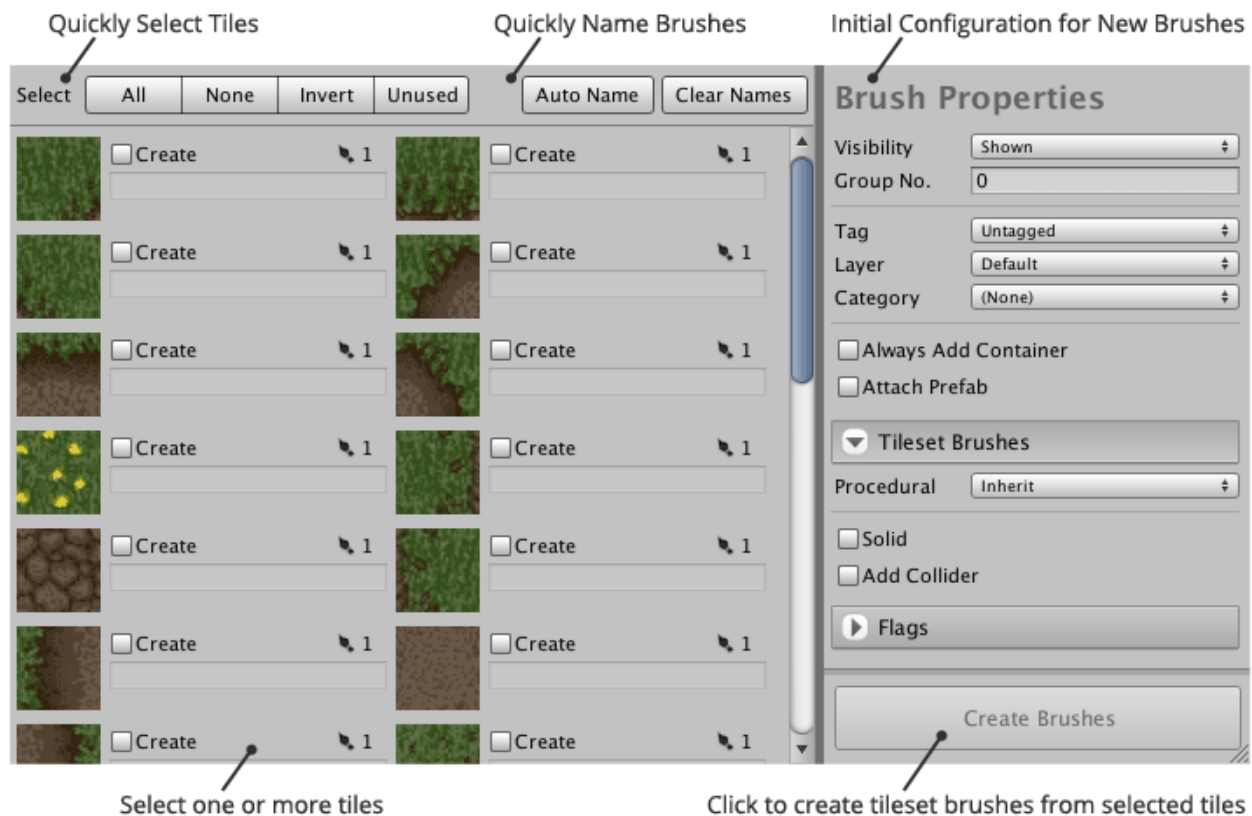 Quickly Select Tiles Quickly Name Brushes Initial Configuration for New Brushes
Select All None Invert Unused Auto Name Clear Names
Create 1 Create 1
Create 1 Create 1
Create 1 Create 1
Create 1 Create 1
Create 1 Create 1
Create 1 Create 1
Create 1 Create 1
Brush Properties
Visibility Shown
Group No. 0
Tag Untagged
Layer Default
Category (None)
Always Add Container
Attach Prefab
Tileset Brushes
Procedural Inherit
Solid
Add Collider
Flags
Create Brushes
Select one or more tiles Click to create tileset brushes from selected tiles